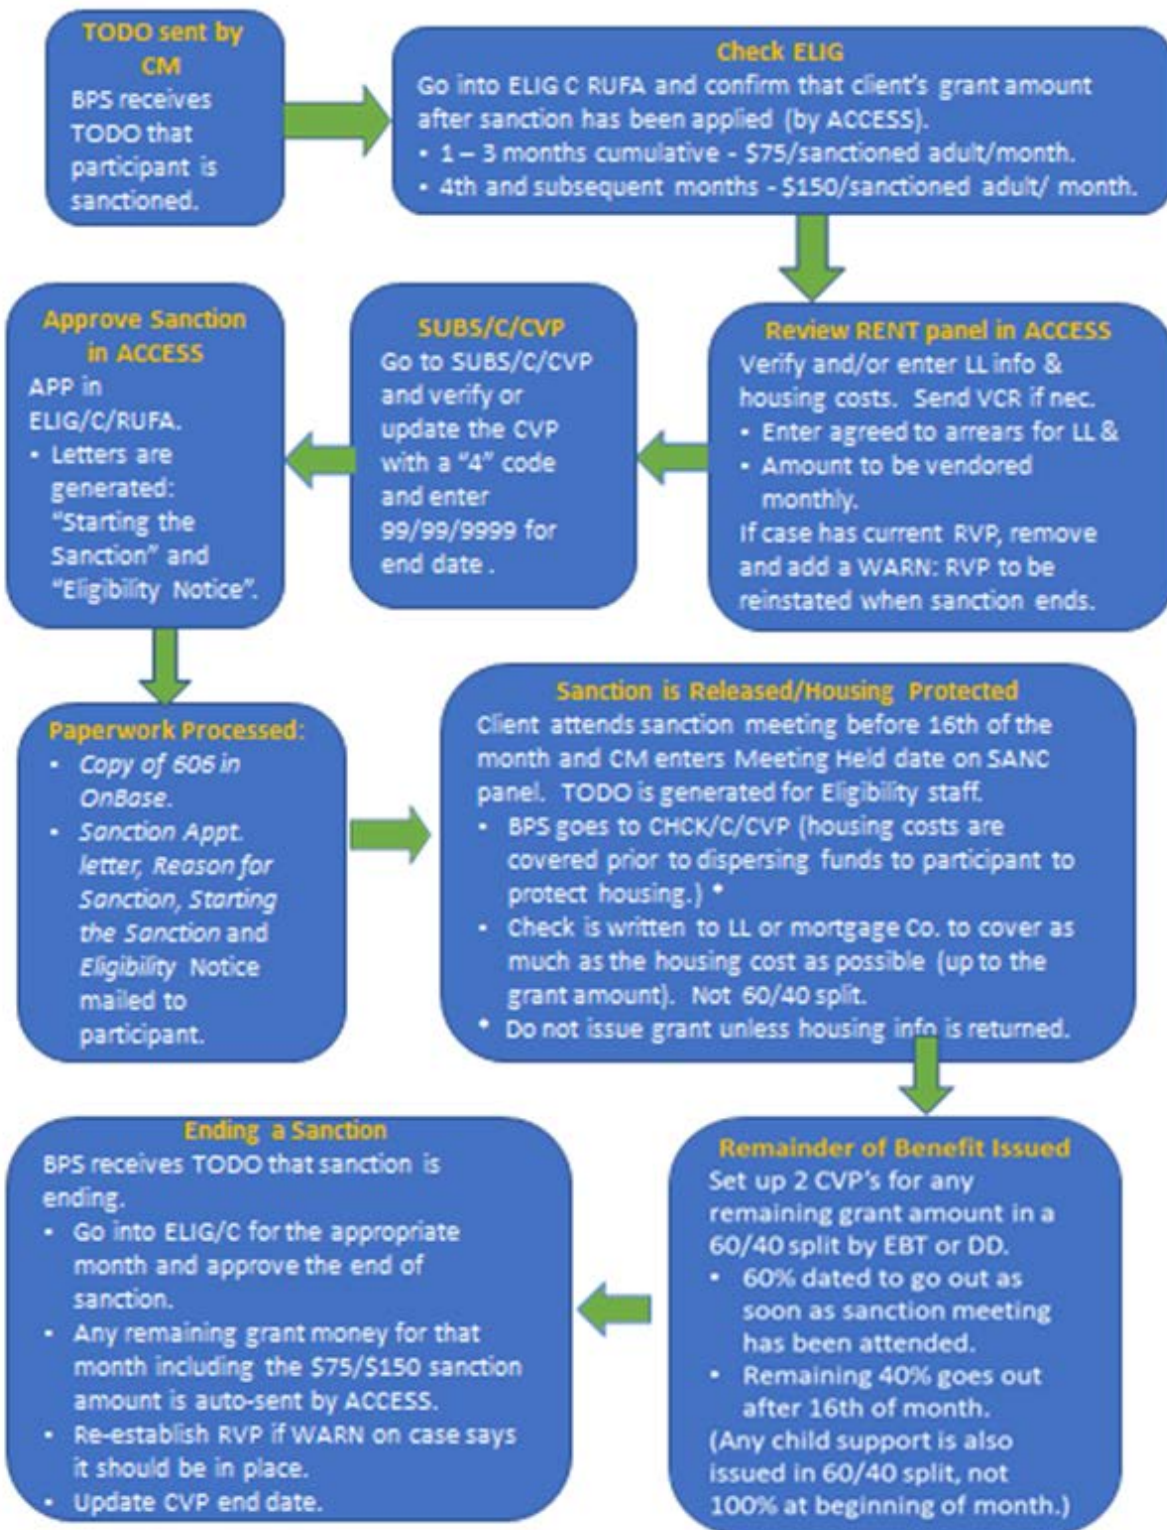 TODO sent by
CM
BPS receives
TODO that
participant is
sanctioned.
Check ELIG
Go into ELIG C RUFA and confirm that client's grant amount
after sanction has been applied (by ACCESS).
• 1 – 3 months cumulative - $75/sanctioned adult/month.
• 4th and subsequent months - $150/sanctioned adult/ month.
Review RENT panel in ACCESS
Verify and/or enter LL info &
housing costs. Send VCR if nec.
• Enter agreed to arrears for LL &
• Amount to be vendored
monthly.
If case has current RVP, remove
and add a WARN: RVP to be
reinstated when sanction ends.
SUBS/C/CVP
Go to SUBS/C/CVP
and verify or
update the CVP
with a "4" code
and enter
99/99/9999 for
end date .
Approve Sanction
in ACCESS
APP in
ELIG/C/RUFA.
• Letters are
generated:
"Starting the
Sanction" and
"Eligibility Notice".
Paperwork Processed:
• Copy of 606 in
OnBase.
• Sanction Appt.
letter, Reason for
Sanction, Starting
the Sanction and
Eligibility Notice
mailed to
participant.
Sanction is Released/Housing Protected
Client attends sanction meeting before 16th of the
month and CM enters Meeting Held date on SANC
panel. TODO is generated for Eligibility staff.
• BPS goes to CHCK/C/CVP (housing costs are
covered prior to dispersing funds to participant to
protect housing.) *
• Check is written to LL or mortgage Co. to cover as
much as the housing cost as possible (up to the
grant amount). Not 60/40 split.
* Do not issue grant unless housing info is returned.
Remainder of Benefit Issued
Set up 2 CVP's for any
remaining grant amount in a
60/40 split by EBT or DD.
• 60% dated to go out as
soon as sanction meeting
has been attended.
• Remaining 40% goes out
after 16th of month.
(Any child support is also
issued in 60/40 split, not
100% at beginning of month.)
Ending a Sanction
BPS receives TODO that sanction is
ending.
• Go into ELIG/C for the appropriate
month and approve the end of
sanction.
• Any remaining grant money for that
month including the $75/$150 sanction
amount is auto-sent by ACCESS.
• Re-establish RVP if WARN on case says
it should be in place.
• Update CVP end date.